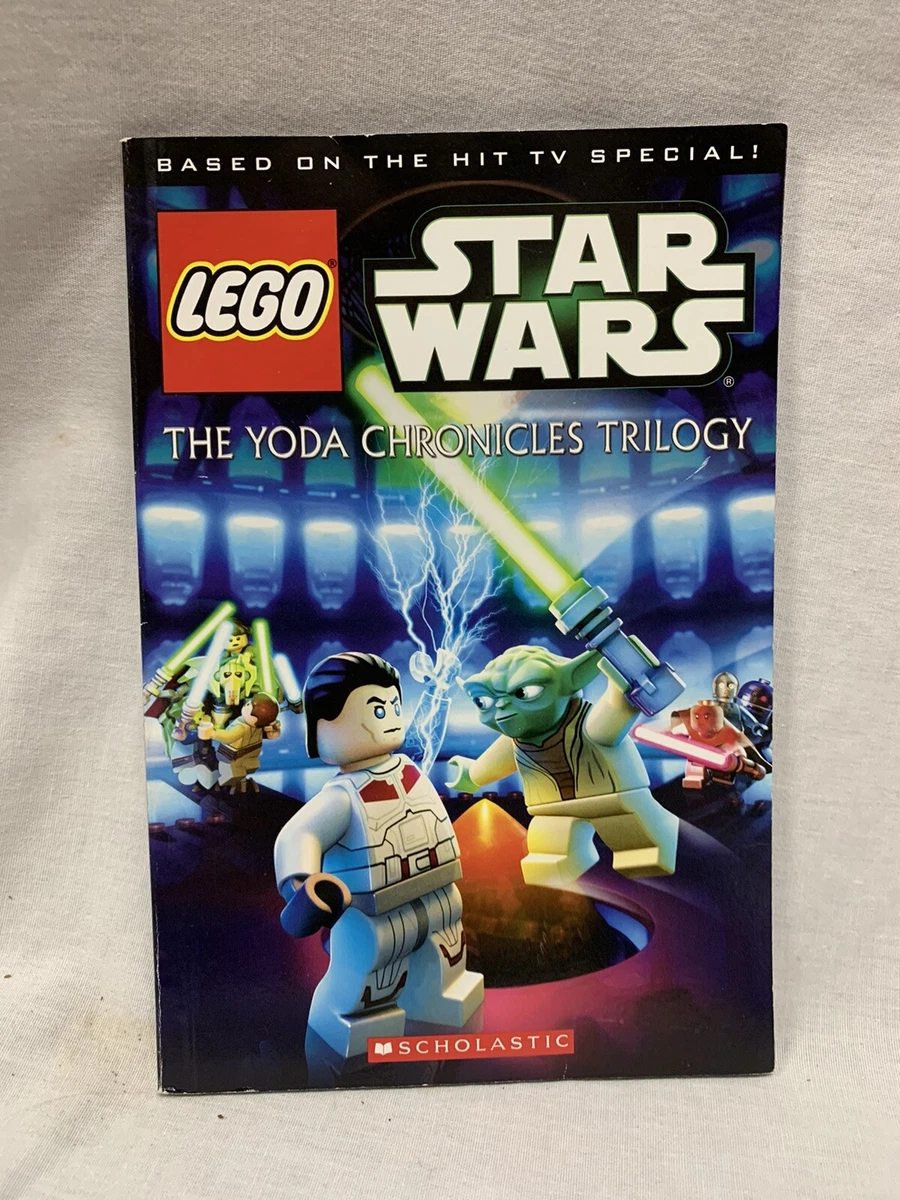 BASED ON THE HIT TV SPECIAL!
LEGO®
STAR
WARS®
THE YODA CHRONICLES TRILOGY
SCHOLASTIC